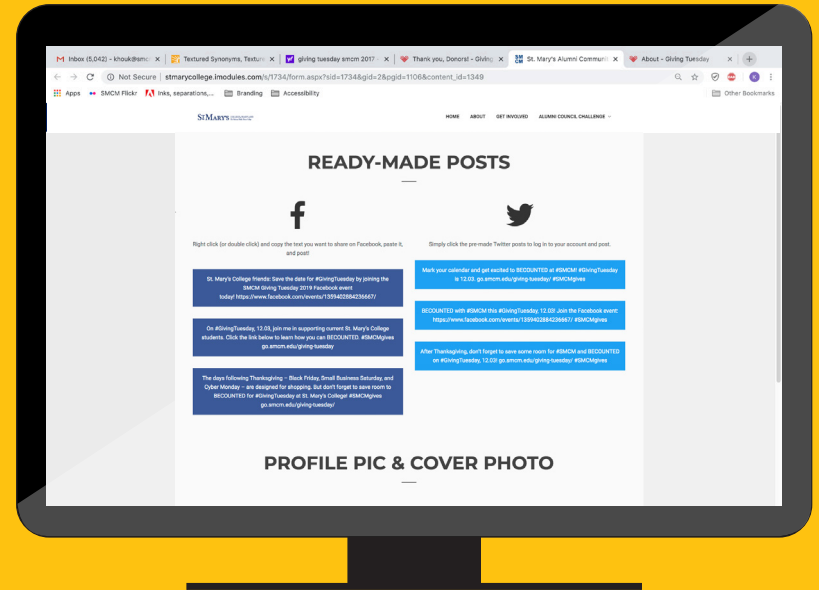 Inbox (5,042) - khouk@smc
Textured Synonyms, Texture
giving tuesday smcm 2017
Thank you, Donors! - Giving
St. Mary's Alumni Communit
About - Giving Tuesday
Not Secure | stmarycollege.imodules.com/s/1734/form.aspx?sid=1734&gid=2&pgid=1106&content_id=1349
Apps
SMCM Flickr
Inks, separations,...
Branding
Accessibility
Other Bookmarks
ST MARY'S
HOME ABOUT GET INVOLVED ALUMNI COUNCIL CHALLENGE
READY-MADE POSTS
Right click (or double click) and copy the text you want to share on Facebook, paste it,
and post!
St. Mary's College friends: Save the date for #GivingTuesday by joining the
SMCM Giving Tuesday 2019 Facebook event
today! https://www.facebook.com/events/1359402884236667/
On #GivingTuesday, 12.03, join me in supporting current St. Mary's College
students. Click the link below to learn how you can BECOUNTED. #SMCMgives
go.smcm.edu/giving-tuesday
The days following Thanksgiving – Black Friday, Small Business Saturday, and
Cyber Monday – are designed for shopping. But don't forget to save room to
BECOUNTED for #GivingTuesday at St. Mary's College! #SMCMgives
go.smcm.edu/giving-tuesday/
Simply click the pre-made Twitter posts to log in to your account and post.
Mark your calendar and get excited to BECOUNTED at #SMCM! #GivingTuesday
is 12.03. go.smcm.edu/giving-tuesday/ #SMCMgives
BECOUNTED with #SMCM this #GivingTuesday, 12.03! Join the Facebook event:
https://www.facebook.com/events/1359402884236667/ #SMCMgives
After Thanksgiving, don't forget to save some room for #SMCM and BECOUNTED
on #GivingTuesday, 12.03! go.smcm.edu/giving-tuesday/ #SMCMgives
PROFILE PIC & COVER PHOTO